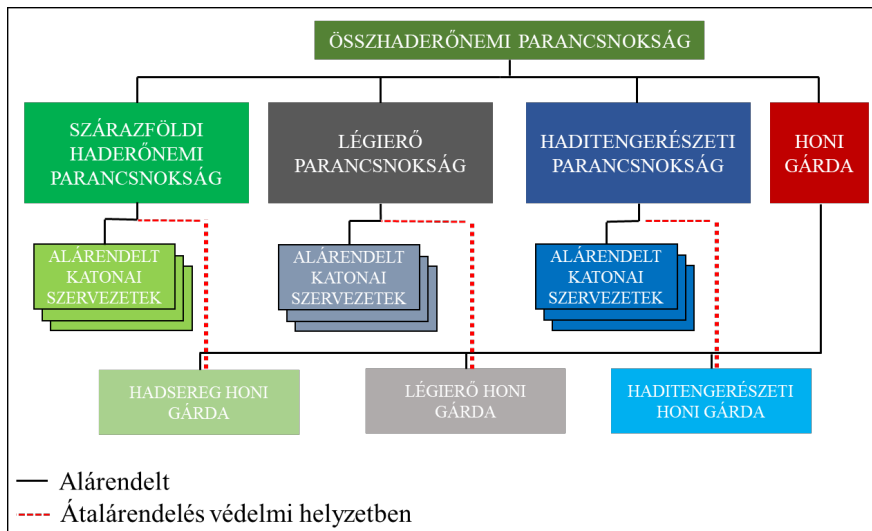 ÖSSZHADERŐNEMI PARANCSNOKSÁG
SZÁRAZFÖLDI
HADERŐNEMI
PARANCSNOKSÁG
LÉGIERŐ
PARANCSNOKSÁG
HADITENGERÉSZETI
PARANCSNOKSÁG
HONI
GÁRDA
ALÁRENDELT
KATONAI
SZERVEZETEK
ALÁRENDELT
KATONAI
SZERVEZETEK
ALÁRENDELT
KATONAI
SZERVEZETEK
HADSEREG HONI
GÁRDA
LÉGIERŐ HONI
GÁRDA
HADITENGERÉSZETI
HONI GÁRDA
Alárendelt
Átalárendelés védelmi helyzetben